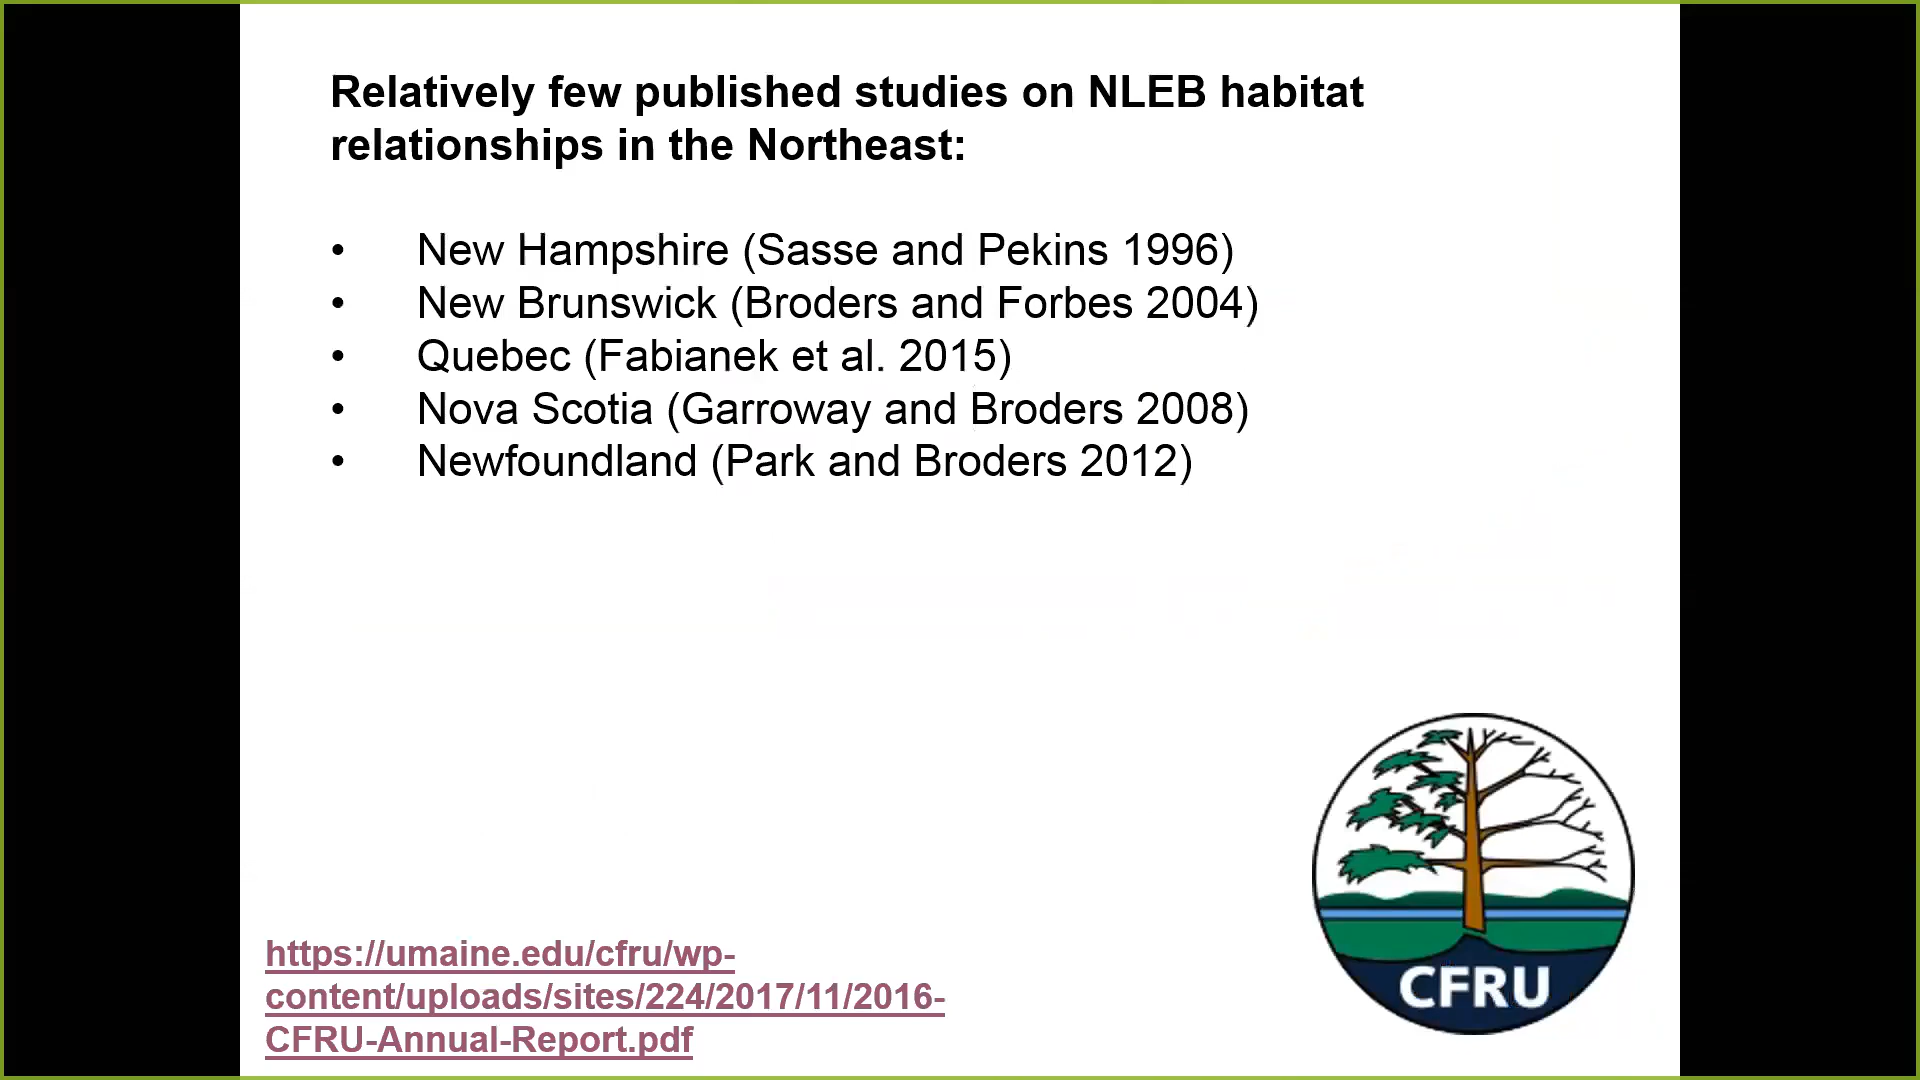 Relatively few published studies on NLEB habitat
relationships in the Northeast:
• New Hampshire (Sasse and Pekins 1996)
• New Brunswick (Broders and Forbes 2004)
• Quebec (Fabianek et al. 2015)
• Nova Scotia (Garroway and Broders 2008)
• Newfoundland (Park and Broders 2012)
https://umaine.edu/cfru/wp-
content/uploads/sites/224/2017/11/2016-
CFRU-Annual-Report.pdf
CFRU